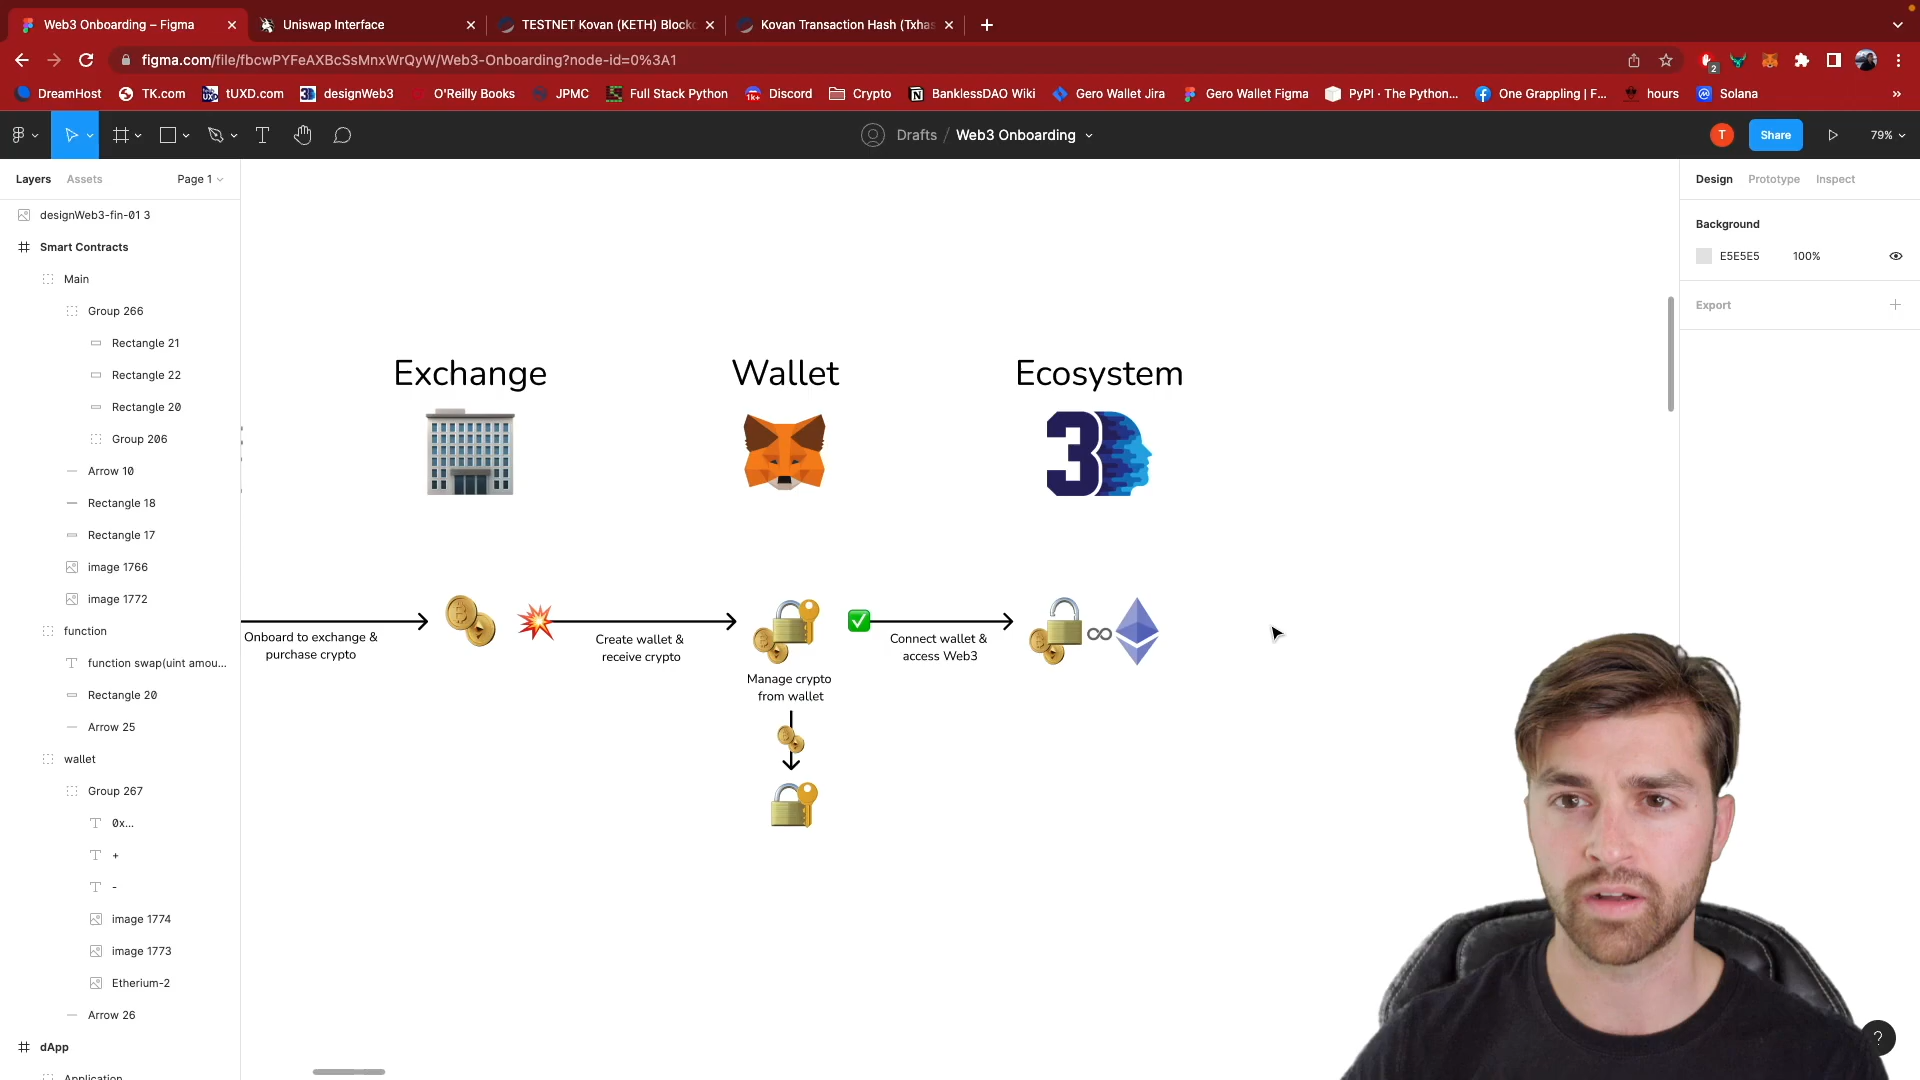 Web3 Onboarding – Figma
Uniswap Interface
TESTNET Kovan (KETH) Blockc
Kovan Transaction Hash (Txhas
figma.com/file/fbcwPYFeAXBcSsMnxWrQyW/Web3-Onboarding?node-id=0%3A1
2
DreamHost
TK.com
tUXD.com
designWeb3
O'Reilly Books
JPMC
Full Stack Python
1k+
Discord
Crypto
BanklessDAO Wiki
Gero Wallet Jira
Gero Wallet Figma
PyPI · The Python...
One Grappling | F...
hours
Solana
»
Drafts / Web3 Onboarding
T
Share
79%
Layers
Assets
Page 1
designWeb3-fin-01 3
Smart Contracts
Main
Group 266
Rectangle 21
Rectangle 22
Rectangle 20
Group 206
Arrow 10
Rectangle 18
Rectangle 17
image 1766
image 1772
function
function swap(uint amou...
Rectangle 20
Arrow 25
wallet
Group 267
0x...
+
-
image 1774
image 1773
Etherium-2
Arrow 26
dApp
Application
Exchange
Wallet
Ecosystem
3
Onboard to exchange &
purchase crypto
Create wallet &
receive crypto
Connect wallet &
access Web3
∞
Manage crypto
from wallet
Design
Prototype
Inspect
Background
E5E5E5
100%
Export
?